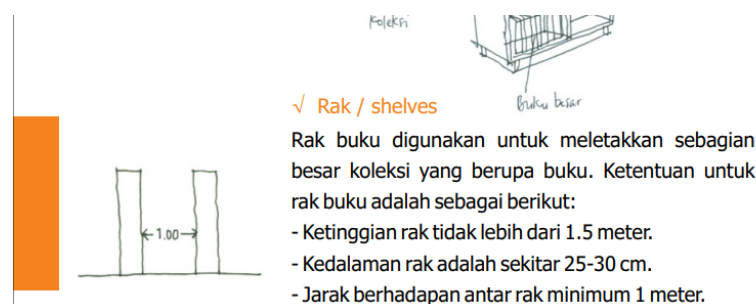 koleksi
Buku besar
√ Rak / shelves
Rak buku digunakan untuk meletakkan sebagian
besar koleksi yang berupa buku. Ketentuan untuk
rak buku adalah sebagai berikut:
- Ketinggian rak tidak lebih dari 1.5 meter.
- Kedalaman rak adalah sekitar 25-30 cm.
- Jarak berhadapan antar rak minimum 1 meter.
1.00